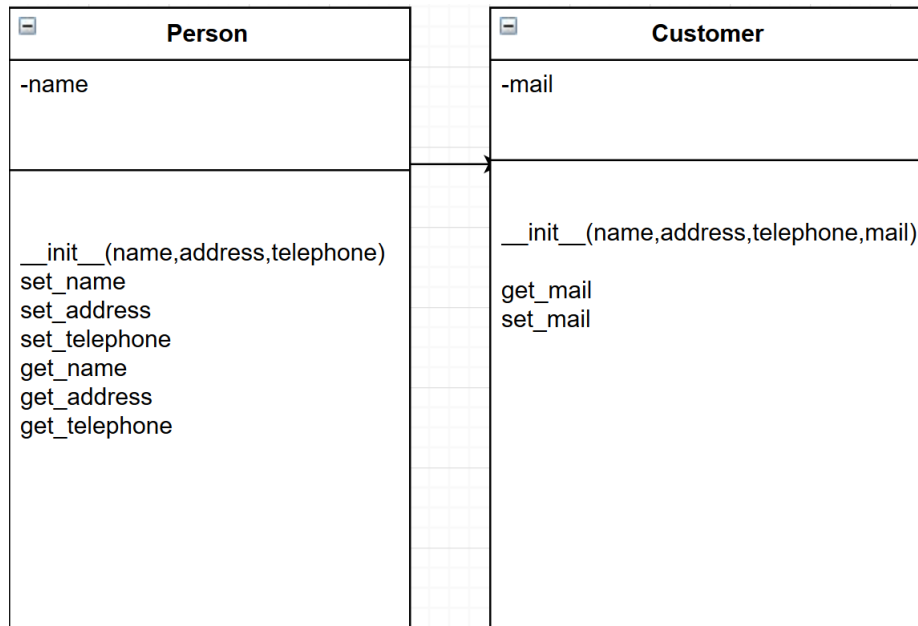 Person
-name
__init__(name,address,telephone)
set_name
set_address
set_telephone
get_name
get_address
get_telephone
Customer
-mail
__init__(name,address,telephone,mail)
get_mail
set_mail